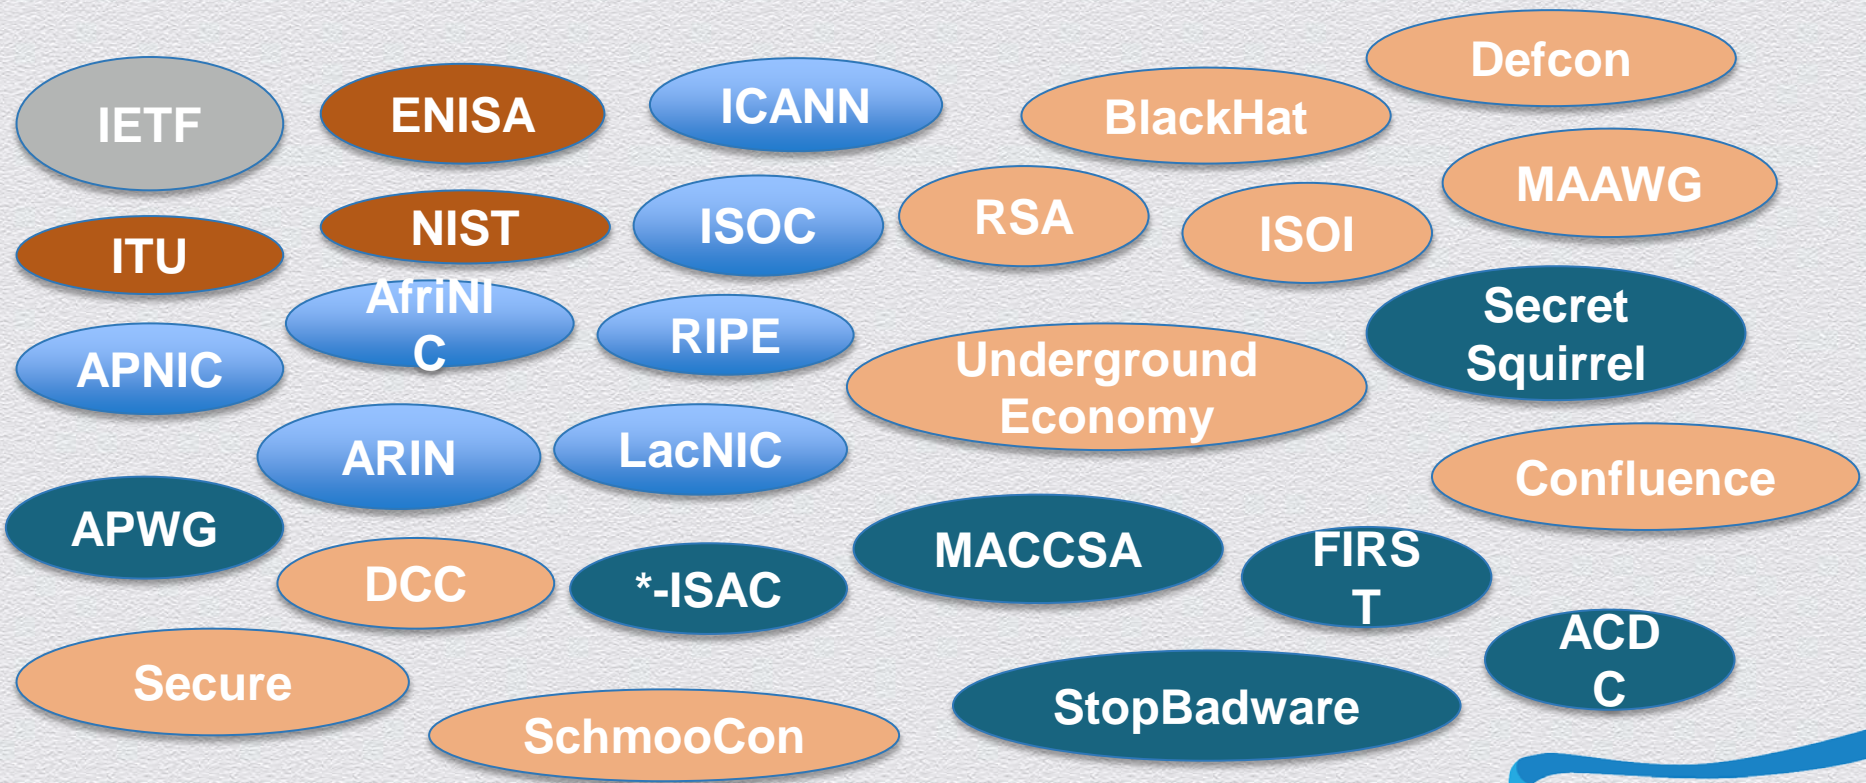 Defcon
IETF
ENISA
ICANN
BlackHat
MAAWG
ITU
NIST
ISOC
RSA
ISOI
AfriNI
C
APNIC
RIPE
Underground
Economy
Secret
Squirrel
ARIN
LacNIC
Confluence
APWG
DCC
*-ISAC
MACCSA
FIRS
T
ACD
C
Secure
SchmooCon
StopBadware